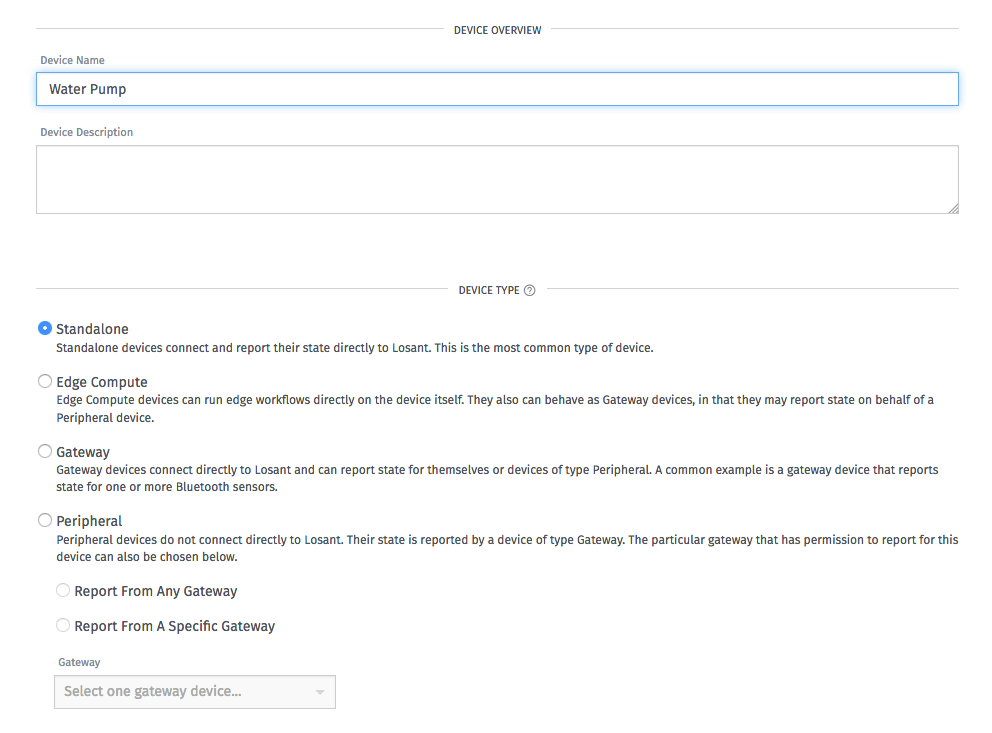 DEVICE OVERVIEW
Device Name
Water Pump
Device Description
DEVICE TYPE ?
Standalone
Standalone devices connect and report their state directly to Losant. This is the most common type of device.
Edge Compute
Edge Compute devices can run edge workflows directly on the device itself. They also can behave as Gateway devices, in that they may report state on behalf of a
Peripheral device.
Gateway
Gateway devices connect directly to Losant and can report state for themselves or devices of type Peripheral. A common example is a gateway device that reports
state for one or more Bluetooth sensors.
Peripheral
Peripheral devices do not connect directly to Losant. Their state is reported by a device of type Gateway. The particular gateway that has permission to report for this
device can also be chosen below.
Report From Any Gateway
Report From A Specific Gateway
Gateway
Select one gateway device...